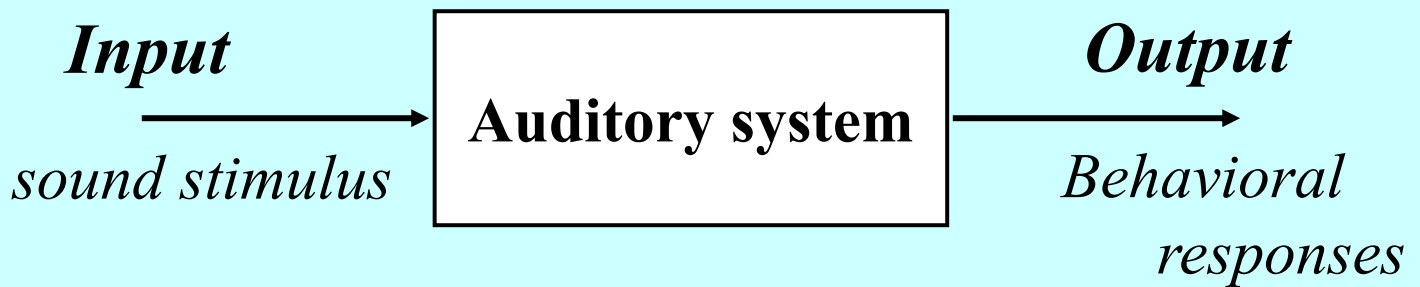 Input
Auditory system
Output
sound stimulus
Behavioral
responses